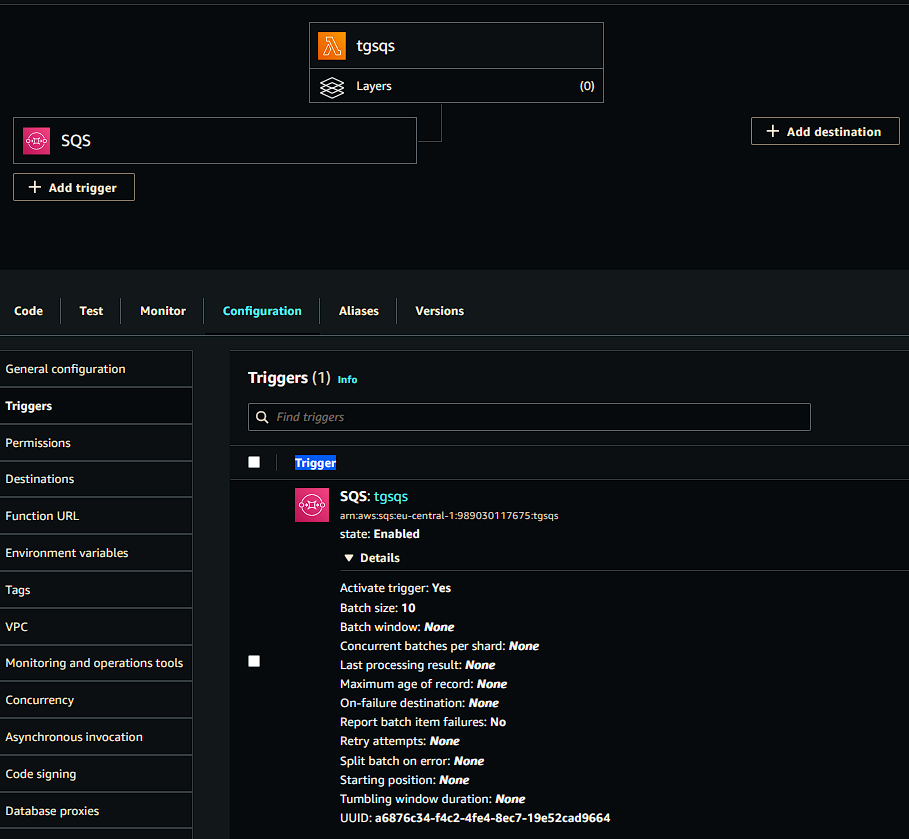 tgsqs
Layers (0)
SQS
Add destination
Add trigger
Code Test Monitor Configuration Aliases Versions
General configuration
Triggers
Permissions
Destinations
Function URL
Environment variables
Tags
VPC
Monitoring and operations tools
Concurrency
Asynchronous invocation
Code signing
Database proxies
Triggers (1) Info
Find triggers
Trigger
SQS: tgsqs
arn:aws:sqs:eu-central-1:989030117675:tgsqs
state: Enabled
Details
Activate trigger: Yes
Batch size: 10
Batch window: None
Concurrent batches per shard: None
Last processing result: None
Maximum age of record: None
On-failure destination: None
Report batch item failures: No
Retry attempts: None
Split batch on error: None
Starting position: None
Tumbling window duration: None
UUID: a6876c34-f4c2-4fe4-8ec7-19e52cad9664